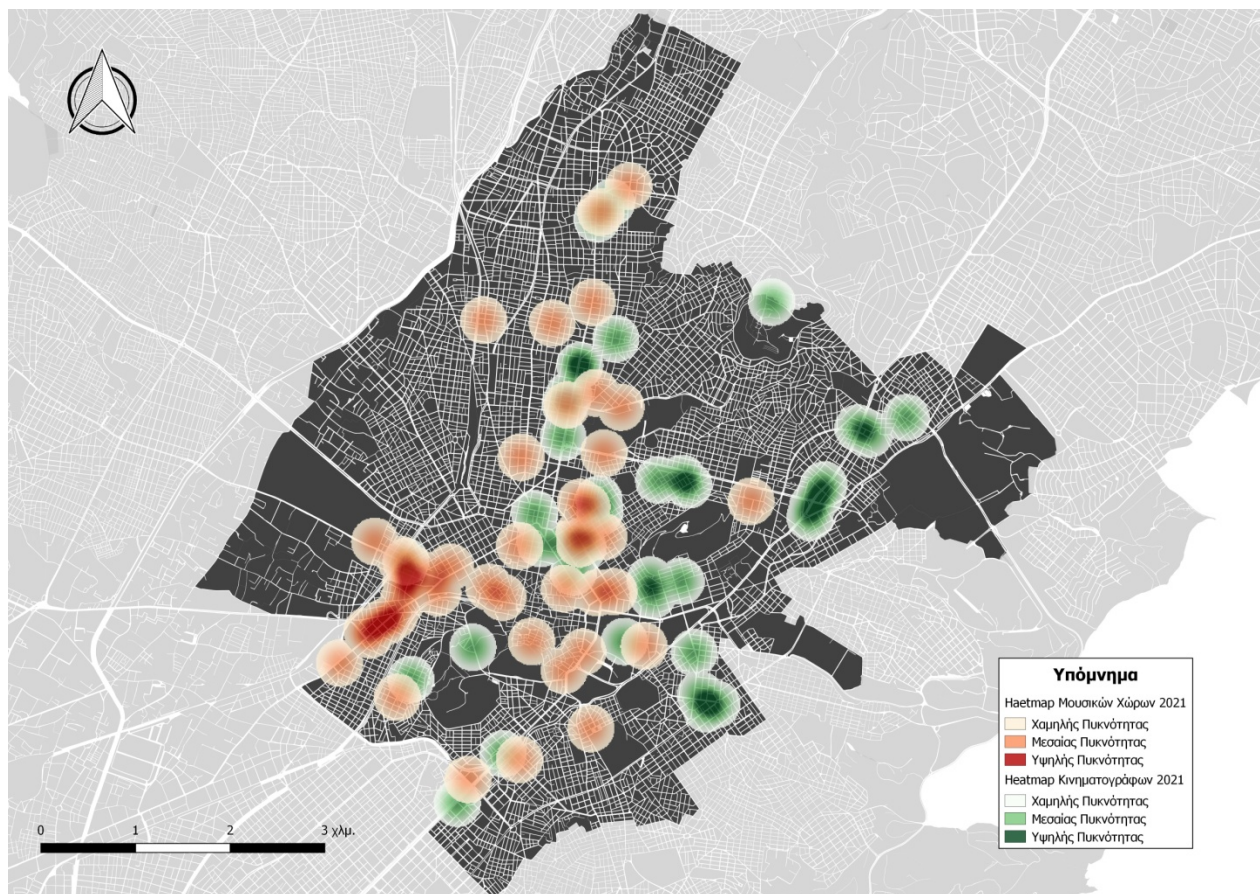 Υπόμνημα
Haetmap Μουσικών Χώρων 2021
Χαμηλής Πυκνότητας
Μεσαίας Πυκνότητας
Υψηλής Πυκνότητας
Heatmap Κινηματογράφων 2021
Χαμηλής Πυκνότητας
Μεσαίας Πυκνότητας
Υψηλής Πυκνότητας
0 1 2 3 χλμ.